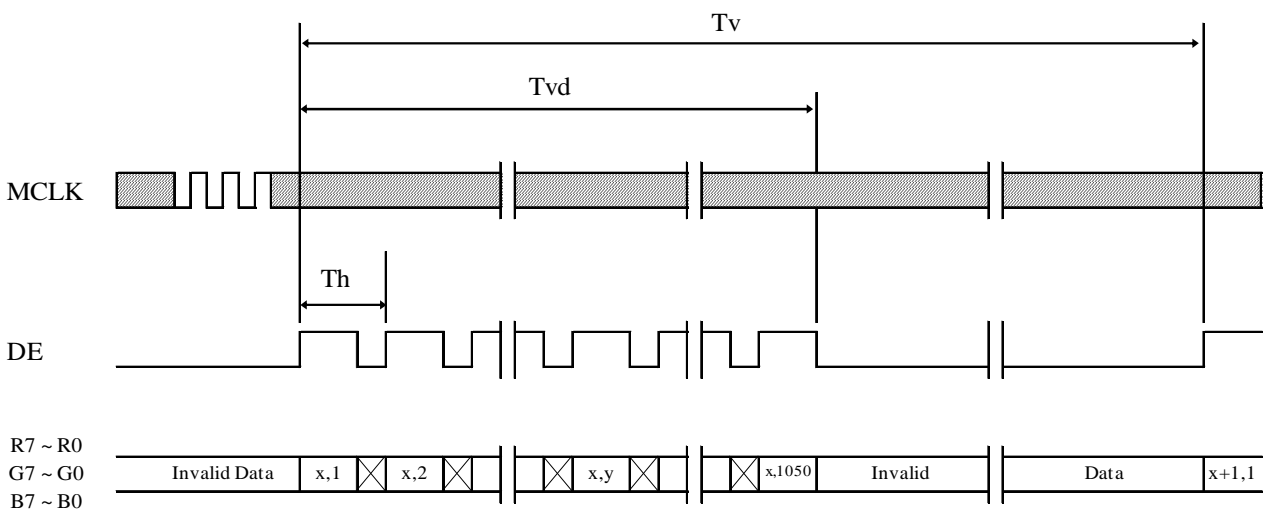 Tv
Tvd
MCLK
Th
DE
R7 ~ R0
G7 ~ G0
B7 ~ B0
Invalid Data
x,1
x,2
x,y
x,1050
Invalid
Data
x+1,1